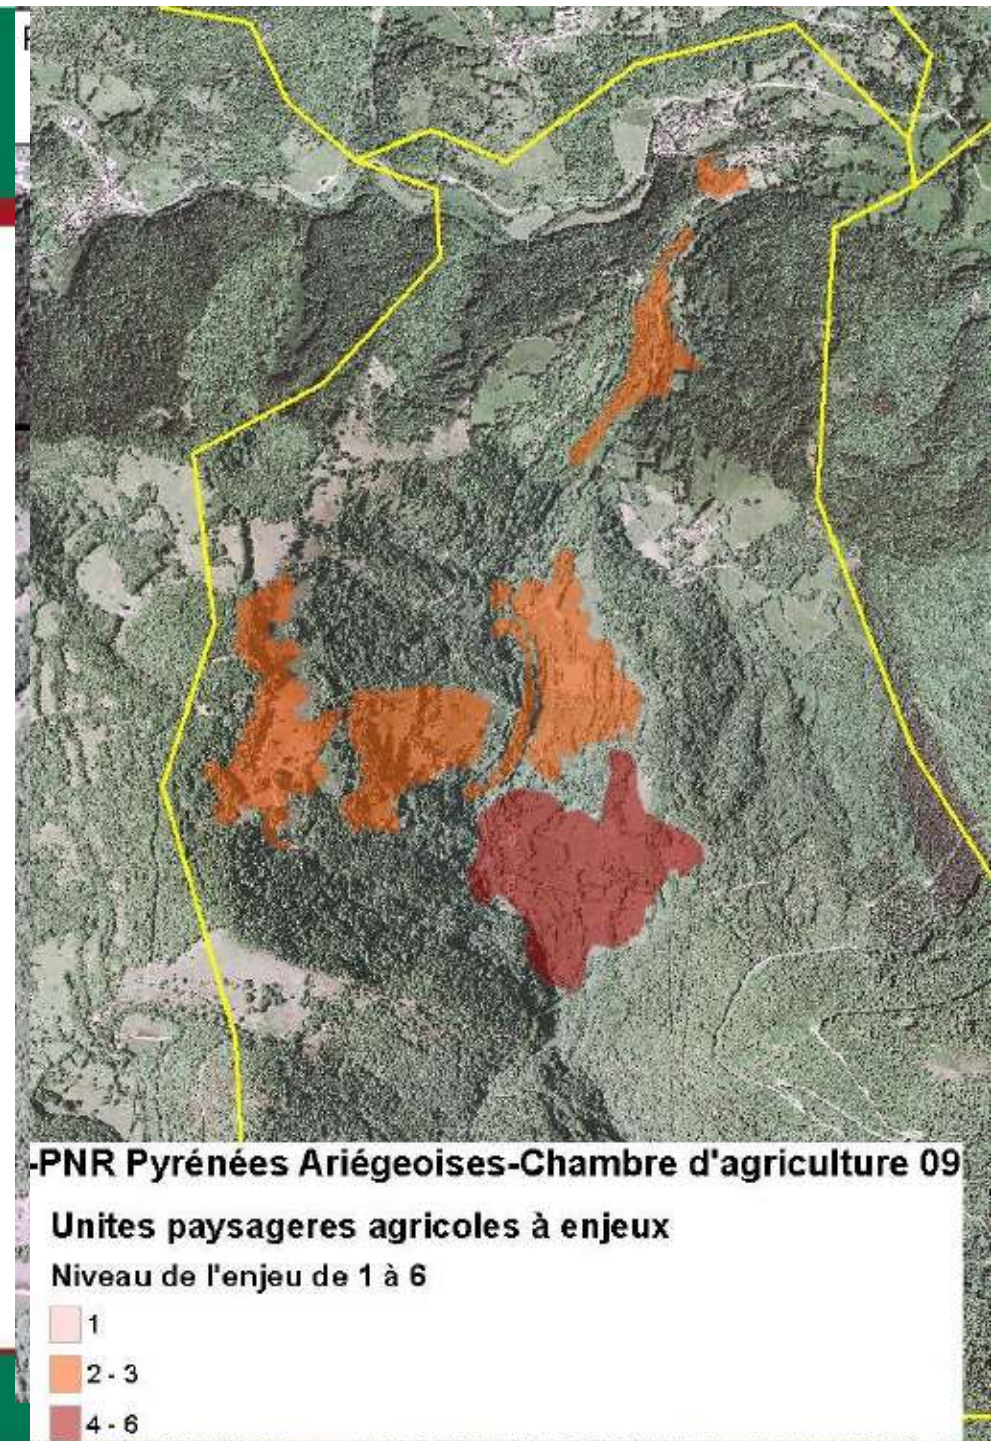 -PNR Pyrénées Ariégeoises-Chambre d'agriculture 09
Unites paysageres agricoles à enjeux
Niveau de l'enjeu de 1 à 6
1
2 - 3
4 - 6